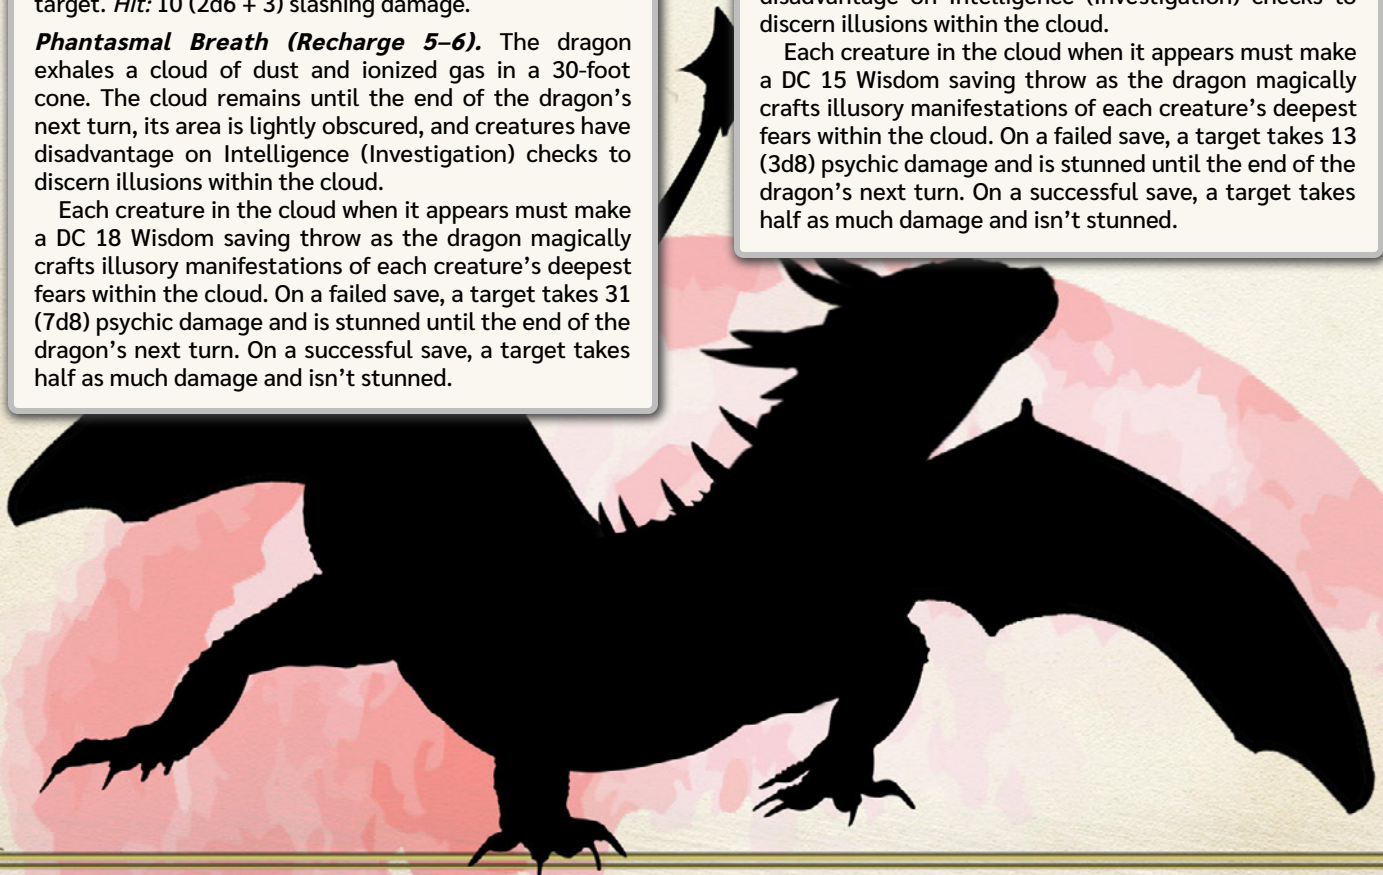 target. Hit: 10 (2d6 + 3) slashing damage.
Phantasmal Breath (Recharge 5–6). The dragon
exhales a cloud of dust and ionized gas in a 30-foot
cone. The cloud remains until the end of the dragon’s
next turn, its area is lightly obscured, and creatures have
disadvantage on Intelligence (Investigation) checks to
discern illusions within the cloud.
Each creature in the cloud when it appears must make
a DC 18 Wisdom saving throw as the dragon magically
crafts illusory manifestations of each creature’s deepest
fears within the cloud. On a failed save, a target takes 31
(7d8) psychic damage and is stunned until the end of the
dragon’s next turn. On a successful save, a target takes
half as much damage and isn’t stunned.
disadvantage on Intelligence (Investigation) checks to
discern illusions within the cloud.
Each creature in the cloud when it appears must make
a DC 15 Wisdom saving throw as the dragon magically
crafts illusory manifestations of each creature’s deepest
fears within the cloud. On a failed save, a target takes 13
(3d8) psychic damage and is stunned until the end of the
dragon’s next turn. On a successful save, a target takes
half as much damage and isn’t stunned.